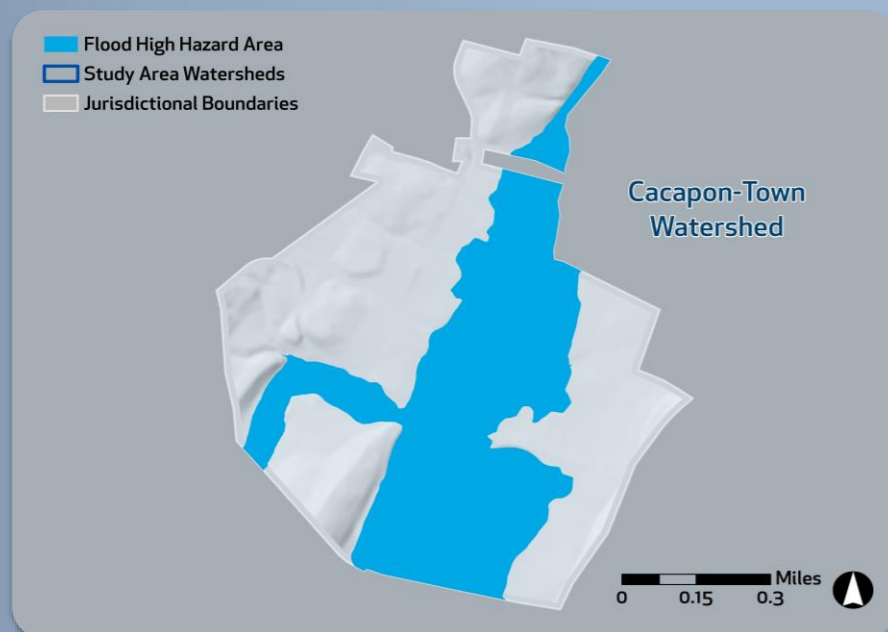 Flood High Hazard Area
Study Area Watersheds
Jurisdictional Boundaries
Cacapon-Town
Watershed
Miles
0 0.15 0.3